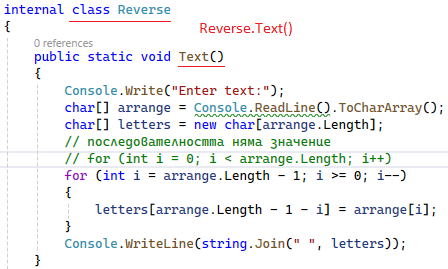 internal class Reverse
Reverse.Text()
{
0 references
public static void Text()
{
Console.Write("Enter text:");
char[] arrange = Console.ReadLine().ToCharArray();
char[] letters = new char[arrange.Length];
// последователността няма значение
// for (int i = 0; i < arrange.Length; i++)
for (int i = arrange.Length - 1; i >= 0; i--)
{
letters[arrange.Length - 1 - i] = arrange[i];
}
Console.WriteLine(string.Join(" ", letters));
}